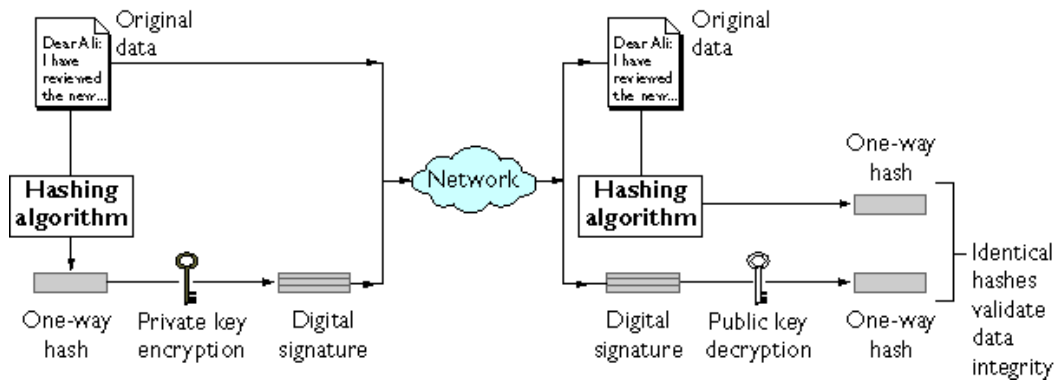 Original
data
Dear Ali:
I have
reviewed
the new...
Hashing
algorithm
One-way
hash
Private key
encryption
Digital
signature
Network
Original
data
Dear Ali:
I have
reviewed
the new...
Hashing
algorithm
One-way
hash
Digital
signature
Public key
decryption
One-way
hash
Identical
hashes
validate
data
integrity